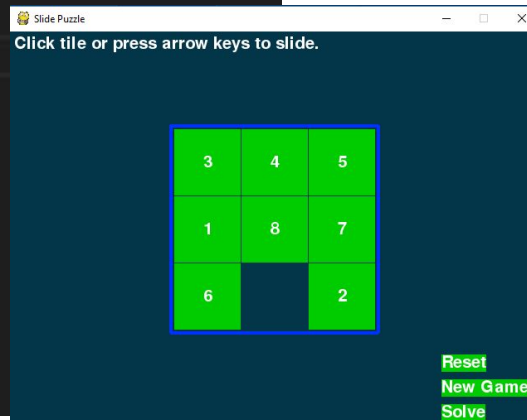 Slide Puzzle
Click tile or press arrow keys to slide.
3 4 5
1 8 7
6 2
Reset
New Game
Solve